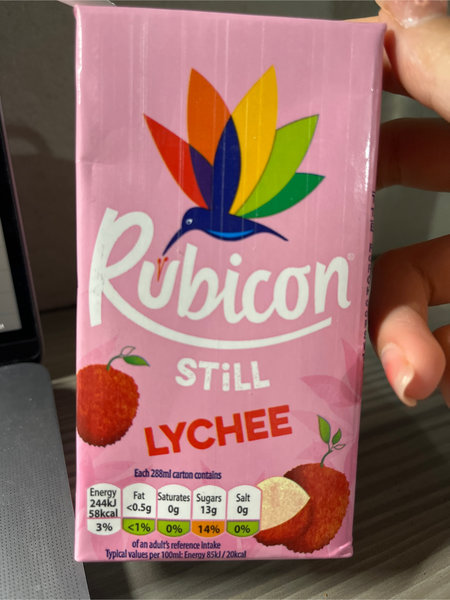 Rubicon®
STiLL
LYCHEE
Each 288ml carton contains
Energy Fat Saturates Sugars Salt
244kJ <0.5g 0g 13g 0g
58kcal
3% <1% 0% 14% 0%
of an adult's reference intake
Typical values per 100ml: Energy 85kJ / 20kcal